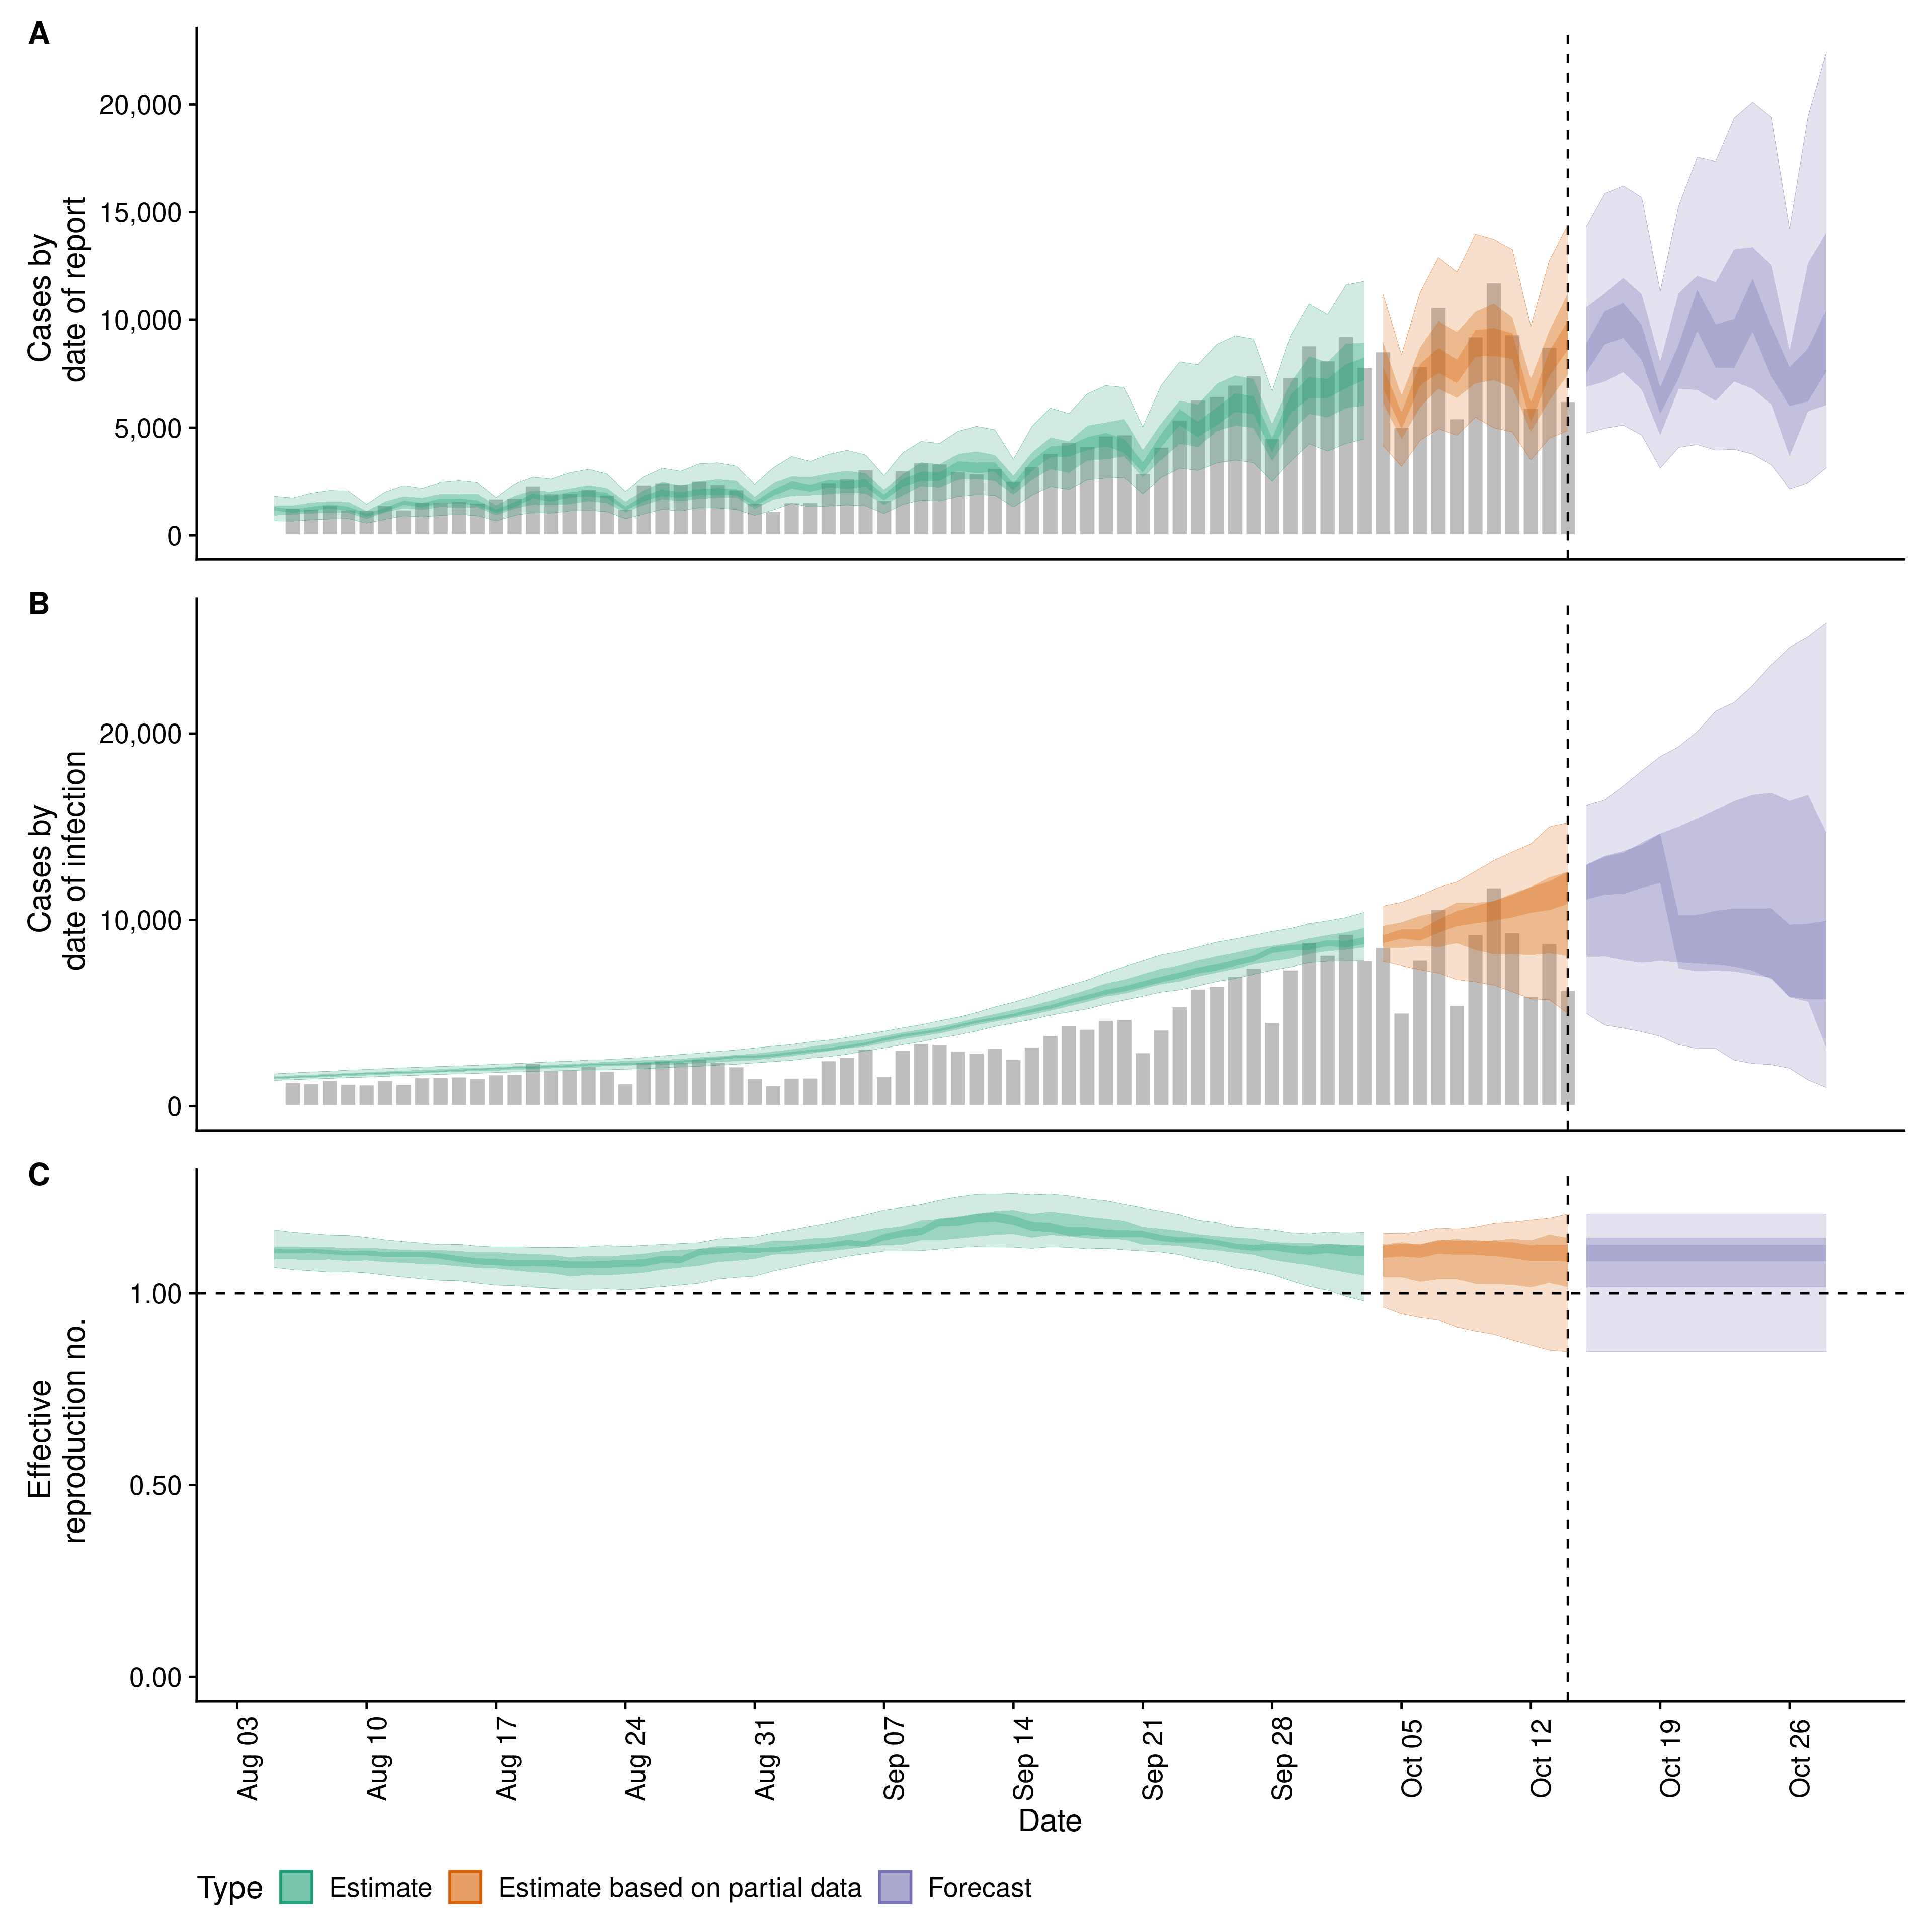 A
Cases by
date of report
20,000
15,000
10,000
5,000
0
B
Cases by
date of infection
20,000
10,000
0
C
Effective
reproduction no.
1.00
0.50
0.00
Aug 03
Aug 10
Aug 17
Aug 24
Aug 31
Sep 07
Sep 14
Sep 21
Sep 28
Oct 05
Oct 12
Oct 19
Oct 26
Date
Type
Estimate
Estimate based on partial data
Forecast